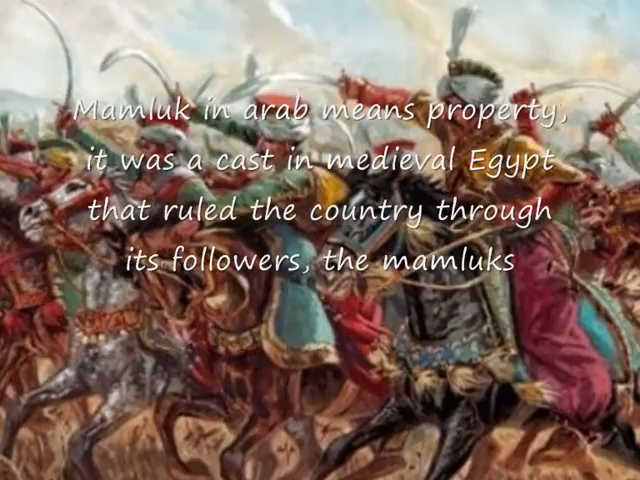 Mamluk in arab means property,
it was a cast in medieval Egypt
that ruled the country through
its followers, the mamluks